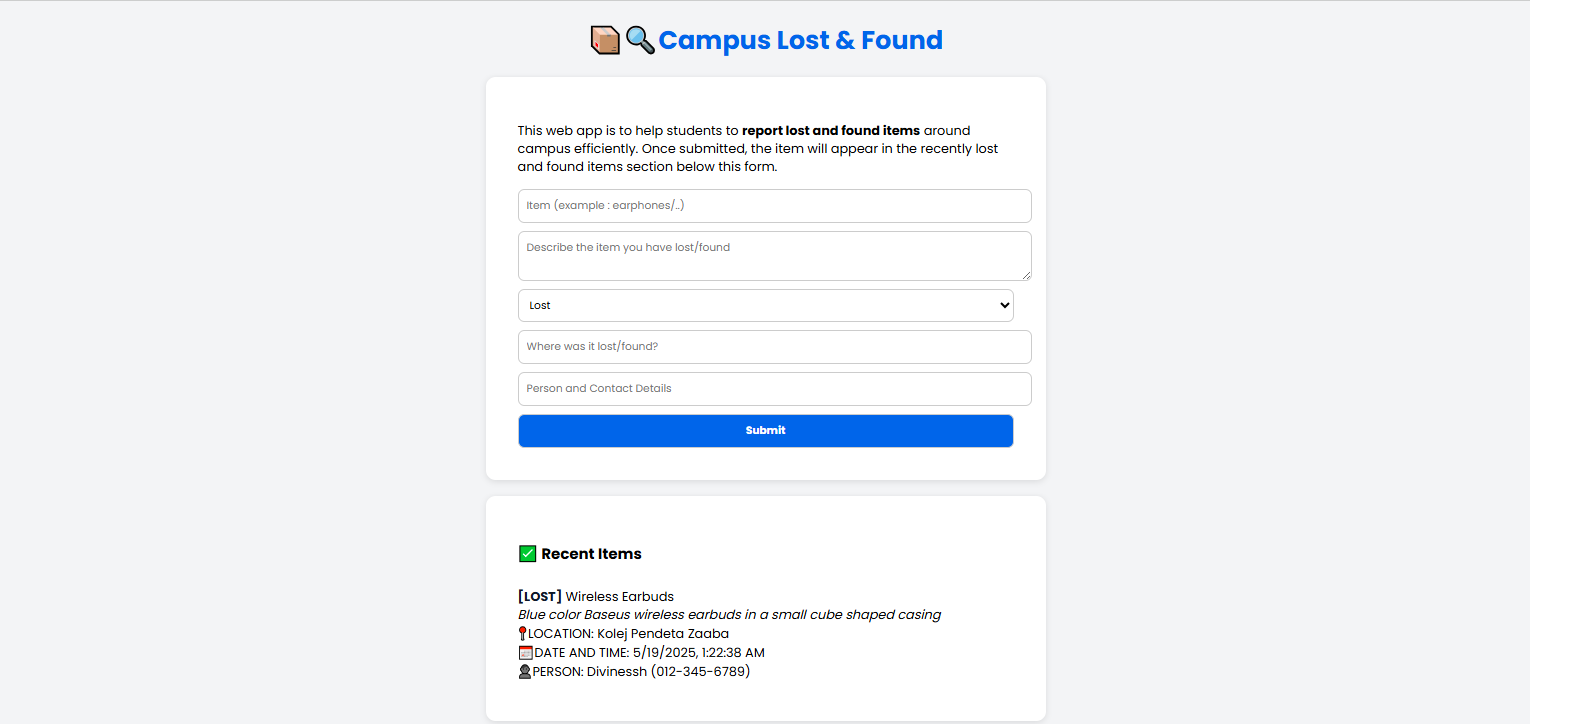 Campus Lost & Found
This web app is to help students to report lost and found items around
campus efficiently. Once submitted, the item will appear in the recently lost
and found items section below this form.
Item (example : earphones/..)
Describe the item you have lost/found
Lost
Where was it lost/found?
Person and Contact Details
Submit
Recent Items
[LOST] Wireless Earbuds
Blue color Baseus wireless earbuds in a small cube shaped casing
LOCATION: Kolej Pendeta Zaaba
DATE AND TIME: 5/19/2025, 1:22:38 AM
PERSON: Divinessh (012-345-6789)